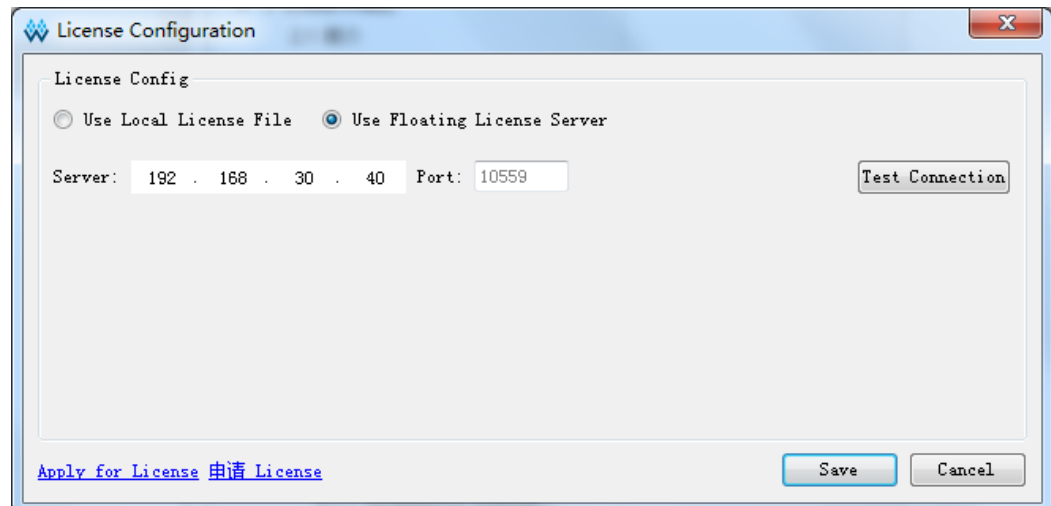 License Configuration
License Config
Use Local License File Use Floating License Server
Server: 192 . 168 . 30 . 40 Port: 10559 Test Connection
Apply for License 申请 License Save Cancel